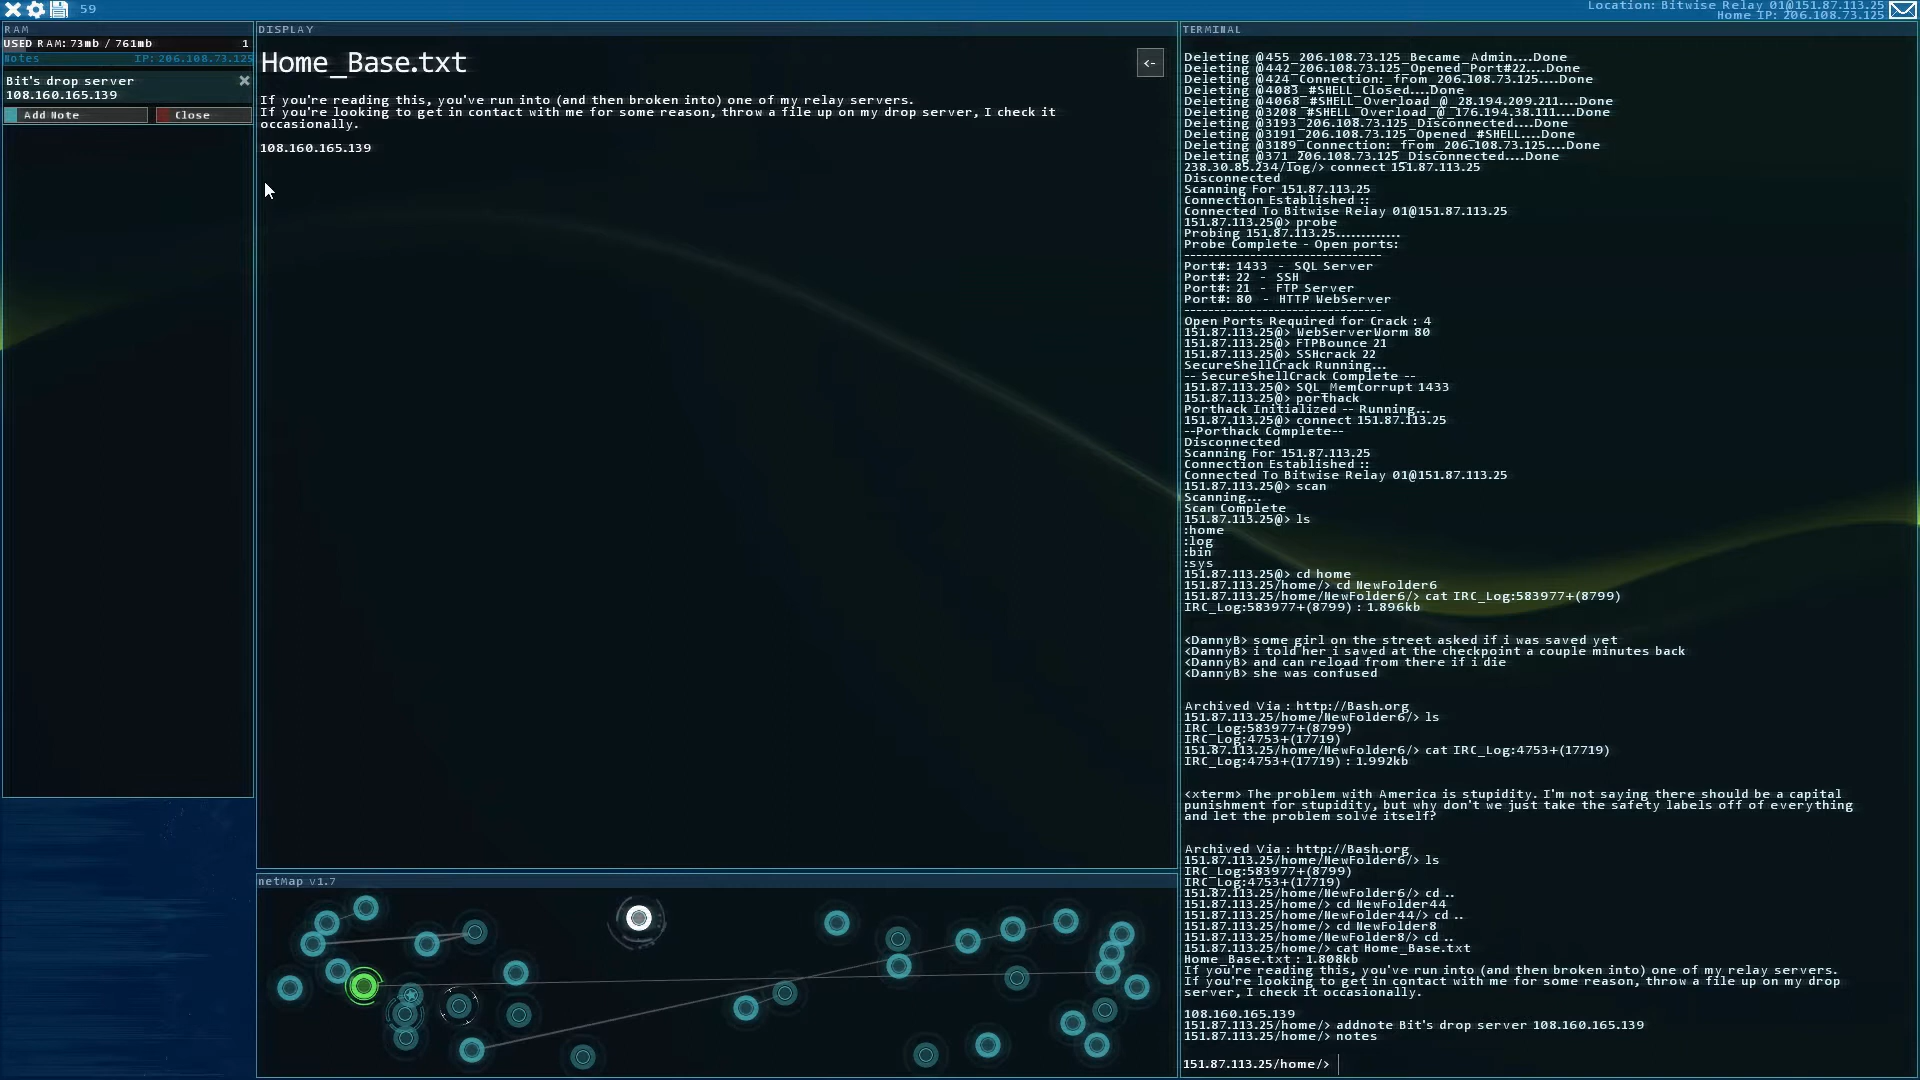 59
Location: Bitwise Relay 01@151.87.113.25
Home IP: 206.108.73.125
RAM
USED RAM: 73mb / 761mb 1
Notes IP: 206.108.73.125
Bit's drop server
108.160.165.139
Add Note Close
DISPLAY
Home_Base.txt
<-
If you're reading this, you've run into (and then broken into) one of my relay servers.
If you're looking to get in contact with me for some reason, throw a file up on my drop server, I check it
occasionally.
108.160.165.139
netMap v1.7
TERMINAL
Deleting @455_206.108.73.125_Became_Admin....Done
Deleting @442_206.108.73.125_Opened_Port#22....Done
Deleting @424_Connection:_from_206.108.73.125....Done
Deleting @4083_#SHELL_Closed....Done
Deleting @4068_#SHELL_Overload_@_28.194.209.211....Done
Deleting @3208_#SHELL_Overload_@_176.194.38.111....Done
Deleting @3193_206.108.73.125_Disconnected....Done
Deleting @3191_206.108.73.125_Opened_#SHELL....Done
Deleting @3189_Connection:_from_206.108.73.125....Done
Deleting @371_206.108.73.125_Disconnected....Done
238.30.85.234/log/> connect 151.87.113.25
Disconnected
Scanning For 151.87.113.25
Connection Established ::
Connected To Bitwise Relay 01@151.87.113.25
151.87.113.25@> probe
Probing 151.87.113.25.............
Probe Complete - Open ports:
---------------------------------
Port#: 1433 - SQL Server
Port#: 22 - SSH
Port#: 21 - FTP Server
Port#: 80 - HTTP WebServer
---------------------------------
Open Ports Required for Crack : 4
151.87.113.25@> WebServerWorm 80
151.87.113.25@> FTPBounce 21
151.87.113.25@> SSHcrack 22
SecureShellCrack Running...
-- SecureShellCrack Complete --
151.87.113.25@> SQL_MemCorrupt 1433
151.87.113.25@> porthack
Porthack Initialized -- Running...
151.87.113.25@> connect 151.87.113.25
--Porthack Complete--
Disconnected
Scanning For 151.87.113.25
Connection Established ::
Connected To Bitwise Relay 01@151.87.113.25
151.87.113.25@> scan
Scanning...
Scan Complete
151.87.113.25@> ls
:home
:log
:bin
:sys
151.87.113.25@> cd home
151.87.113.25/home/> cd NewFolder6
151.87.113.25/home/NewFolder6/> cat IRC_Log:583977+(8799)
IRC_Log:583977+(8799) : 1.896kb
<DannyB> some girl on the street asked if i was saved yet
<DannyB> i told her i saved at the checkpoint a couple minutes back
<DannyB> and can reload from there if i die
<DannyB> she was confused
Archived Via : http://Bash.org
151.87.113.25/home/NewFolder6/> ls
IRC_Log:583977+(8799)
IRC_Log:4753+(17719)
151.87.113.25/home/NewFolder6/> cat IRC_Log:4753+(17719)
IRC_Log:4753+(17719) : 1.992kb
<xterm> The problem with America is stupidity. I'm not saying there should be a capital
punishment for stupidity, but why don't we just take the safety labels off of everything
and let the problem solve itself?
Archived Via : http://Bash.org
151.87.113.25/home/NewFolder6/> ls
IRC_Log:583977+(8799)
IRC_Log:4753+(17719)
151.87.113.25/home/NewFolder6/> cd ..
151.87.113.25/home/> cd NewFolder44
151.87.113.25/home/NewFolder44/> cd ..
151.87.113.25/home/> cd NewFolder8
151.87.113.25/home/NewFolder8/> cd ..
151.87.113.25/home/> cat Home_Base.txt
Home_Base.txt : 1.808kb
If you're reading this, you've run into (and then broken into) one of my relay servers.
If you're looking to get in contact with me for some reason, throw a file up on my drop
server, I check it occasionally.
108.160.165.139
151.87.113.25/home/> addnote Bit's drop server 108.160.165.139
151.87.113.25/home/> notes
151.87.113.25/home/>